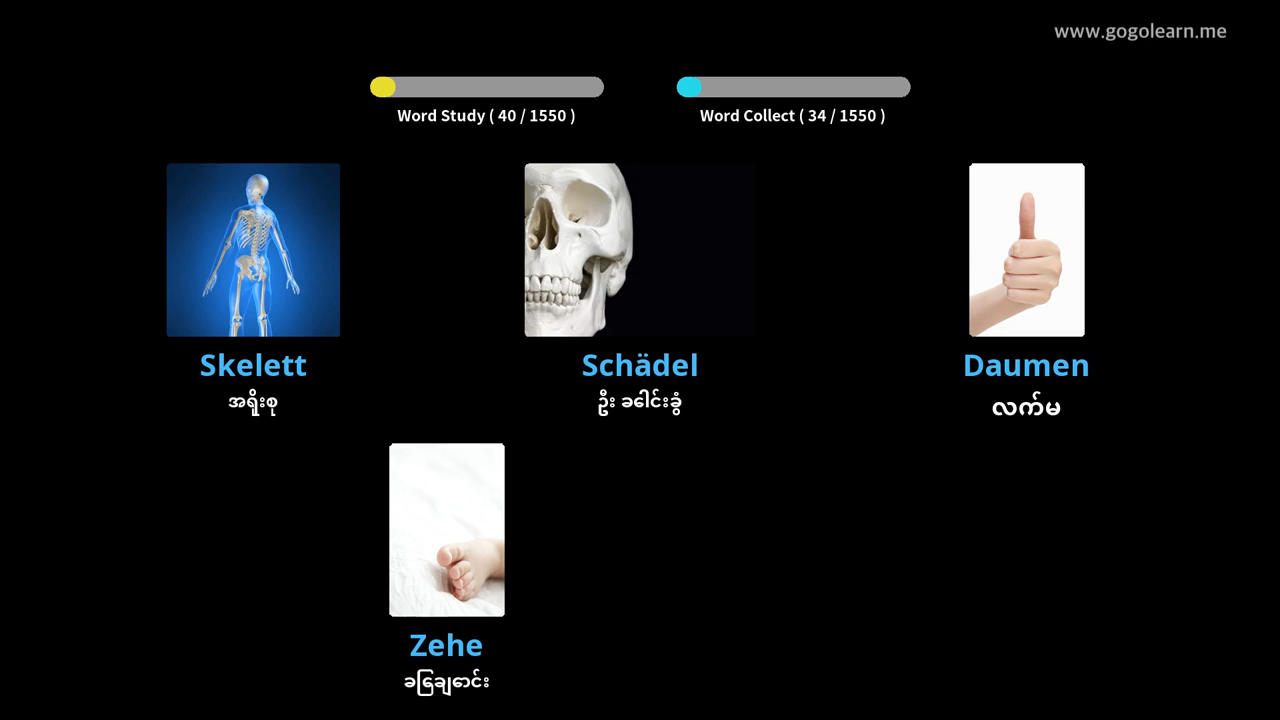 www.gogolearn.me
Word Study ( 40 / 1550 )
Word Collect ( 34 / 1550 )
Skelett
Schädel
Daumen
အရိုးစု
ဦး ခေါင်းခွံ
လက်မ
Zehe
ခြေချောင်း